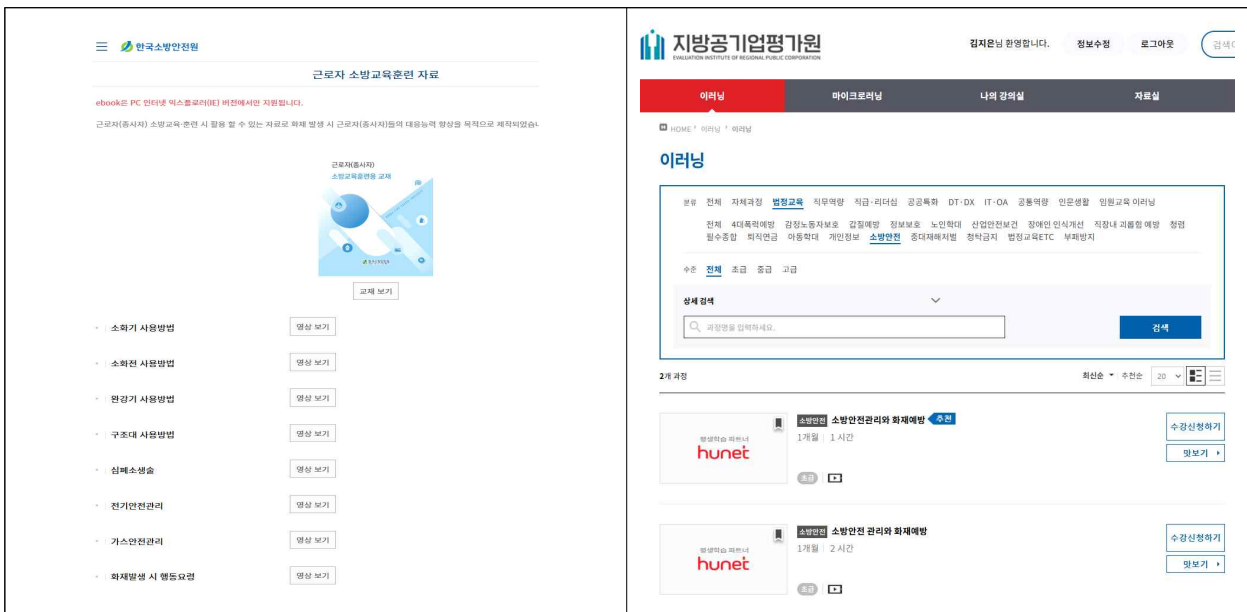 한국소방안전원
근로자 소방교육훈련 자료
ebook은 PC 인터넷 익스플로러(IE) 버전에서만 지원됩니다.
근로자(종사자) 소방교육·훈련 시 활용 할 수 있는 자료로 화재 발생 시 근로자(종사자)들의 대응능력 향상을 목적으로 제작되었습니
근로자(종사자)
소방교육훈련용 교재
한국소방안전원
교재 보기
소화기 사용방법 영상 보기
소화전 사용방법 영상 보기
완강기 사용방법 영상 보기
구조대 사용방법 영상 보기
심폐소생술 영상 보기
전기안전관리 영상 보기
가스안전관리 영상 보기
화재발생 시 행동요령 영상 보기
지방공기업평가원
EVALUATION INSTITUTE OF REGIONAL PUBLIC CORPORATION
김지은님 환영합니다. 정보수정 로그아웃
이러닝 마이크로러닝 나의 강의실 자료실
HOME 이러닝 이러닝
이러닝
분류 전체 자체과정 법정교육 직무역량 직급·리더십 공공특화 DT·DX IT·OA 공통역량 인문생활 임원교육 이러닝
전체 4대폭력예방 감정노동자보호 갑질예방 정보보호 노인학대 산업안전보건 장애인 인식개선 직장내 괴롭힘 예방 청렴
필수종합 퇴직연금 아동학대 개인정보 소방안전 중대재해처벌 청탁금지 법정교육ETC 부패방지
수준 전체 초급 중급 고급
상세 검색
과정명을 입력하세요.
검색
2개 과정
최신순 추천순 20
소방안전 소방안전관리와 화재예방 추천
1개월 1 시간
평생학습 파트너
hunet
초급
수강신청하기
맛보기
소방안전 소방안전 관리와 화재예방
1개월 2 시간
평생학습 파트너
hunet
초급
수강신청하기
맛보기